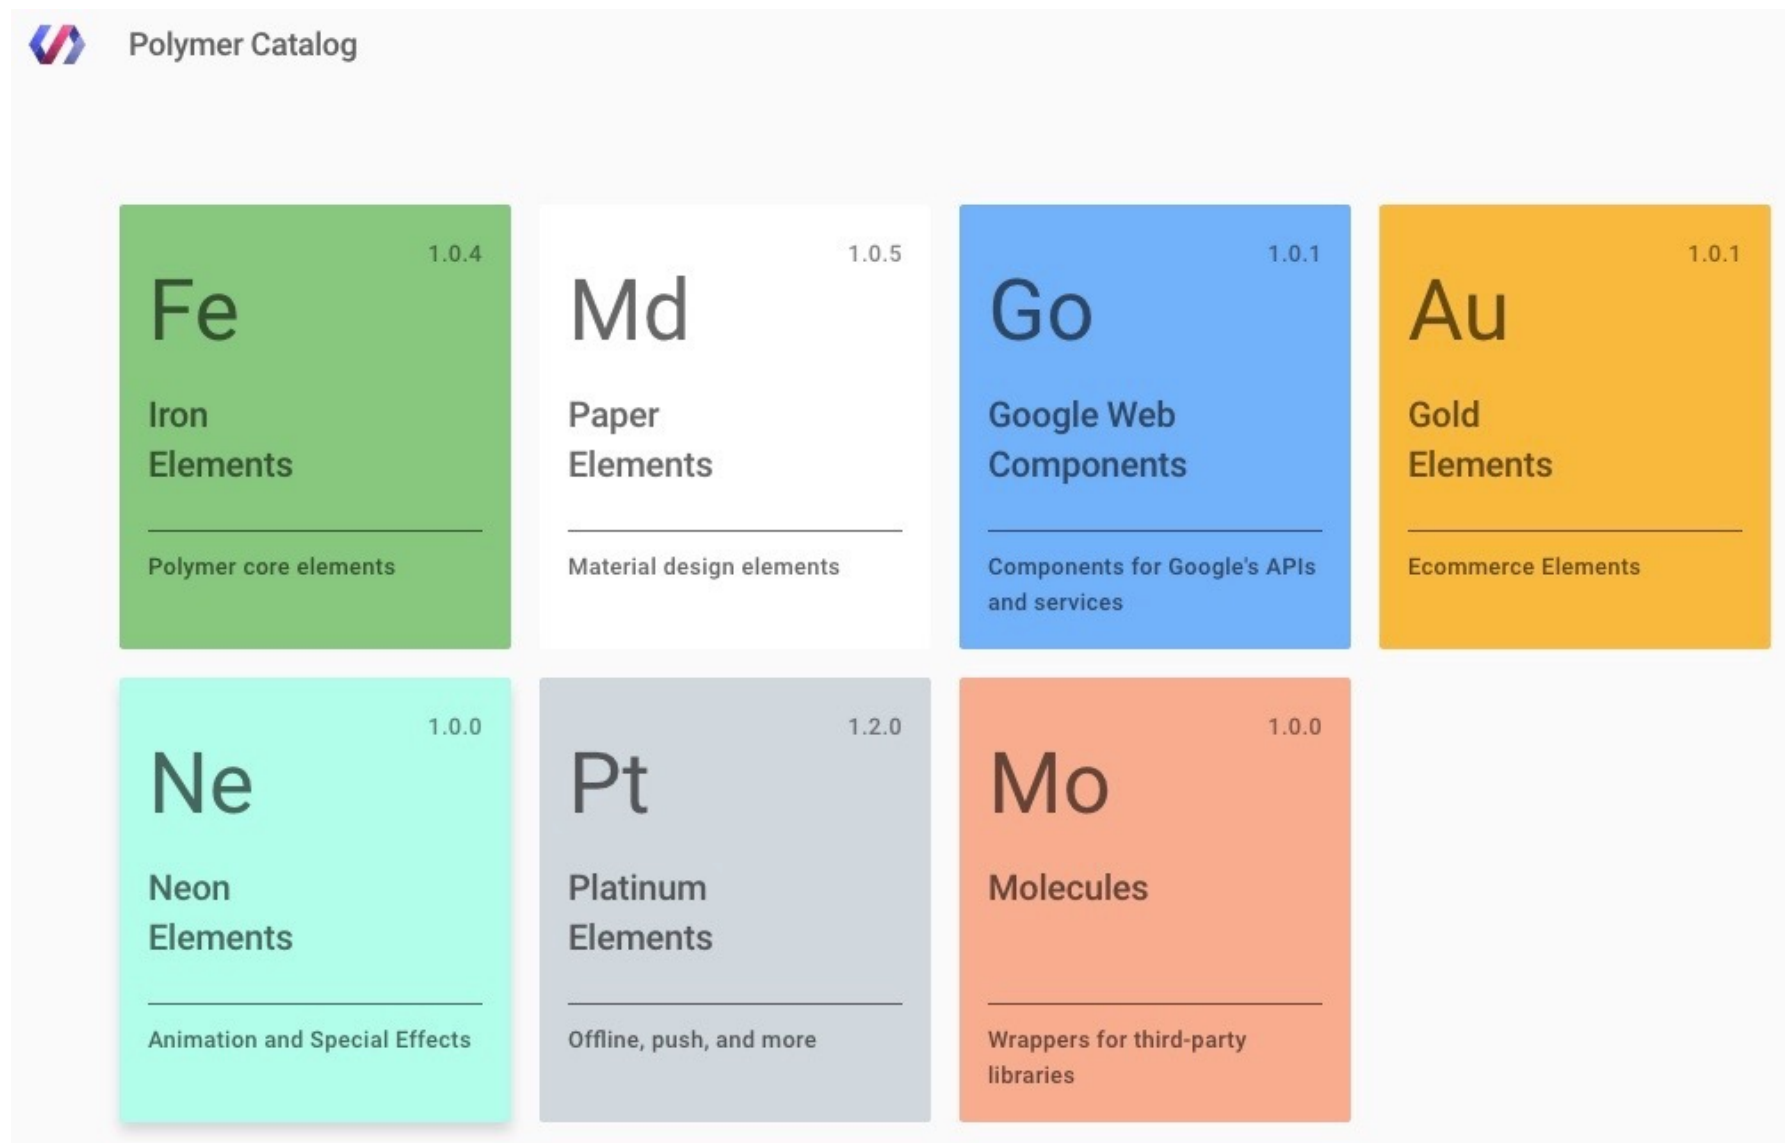 Polymer Catalog
1.0.4
Fe
Iron
Elements
Polymer core elements
1.0.5
Md
Paper
Elements
Material design elements
1.0.1
Go
Google Web
Components
Components for Google's APIs
and services
1.0.1
Au
Gold
Elements
Ecommerce Elements
1.0.0
Ne
Neon
Elements
Animation and Special Effects
1.2.0
Pt
Platinum
Elements
Offline, push, and more
1.0.0
Mo
Molecules
Wrappers for third-party
libraries